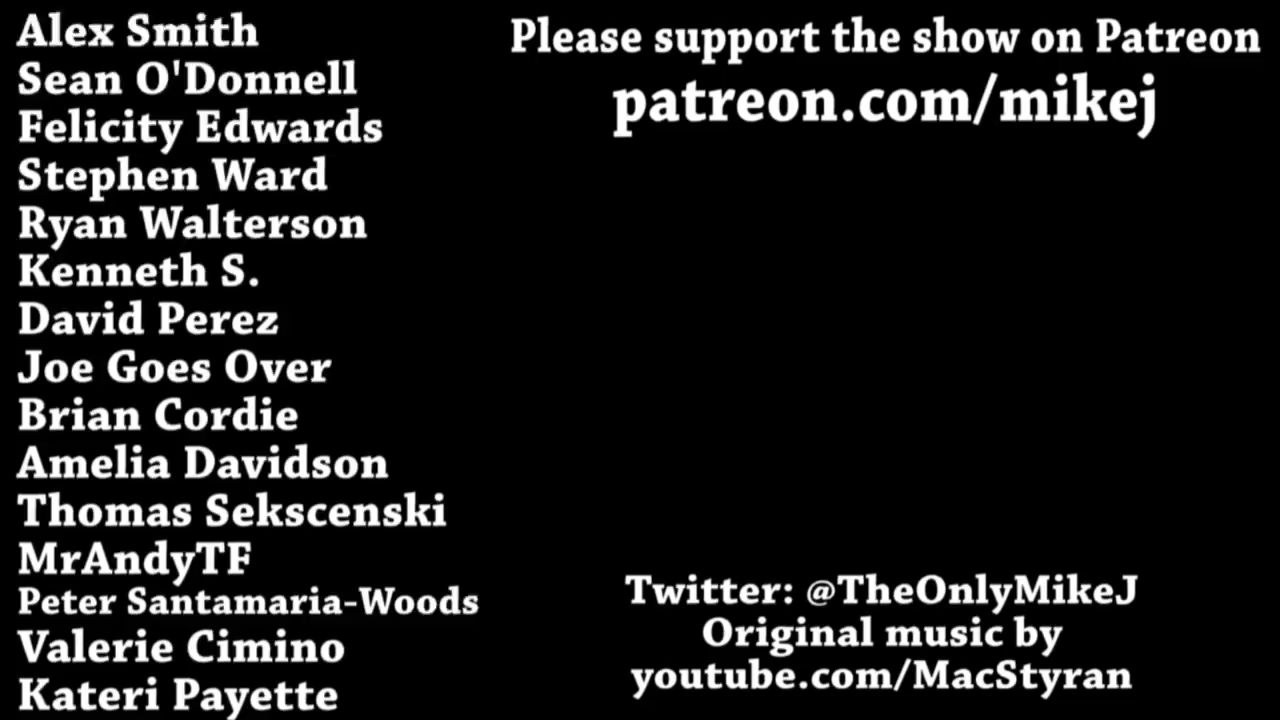 Alex Smith
Sean O'Donnell
Felicity Edwards
Stephen Ward
Ryan Walterson
Kenneth S.
David Perez
Joe Goes Over
Brian Cordie
Amelia Davidson
Thomas Sekscenski
MrAndyTF
Peter Santamaria-Woods
Valerie Cimino
Kateri Payette
Please support the show on Patreon
patreon.com/mikej
Twitter: @TheOnlyMikeJ
Original music by
youtube.com/MacStyran